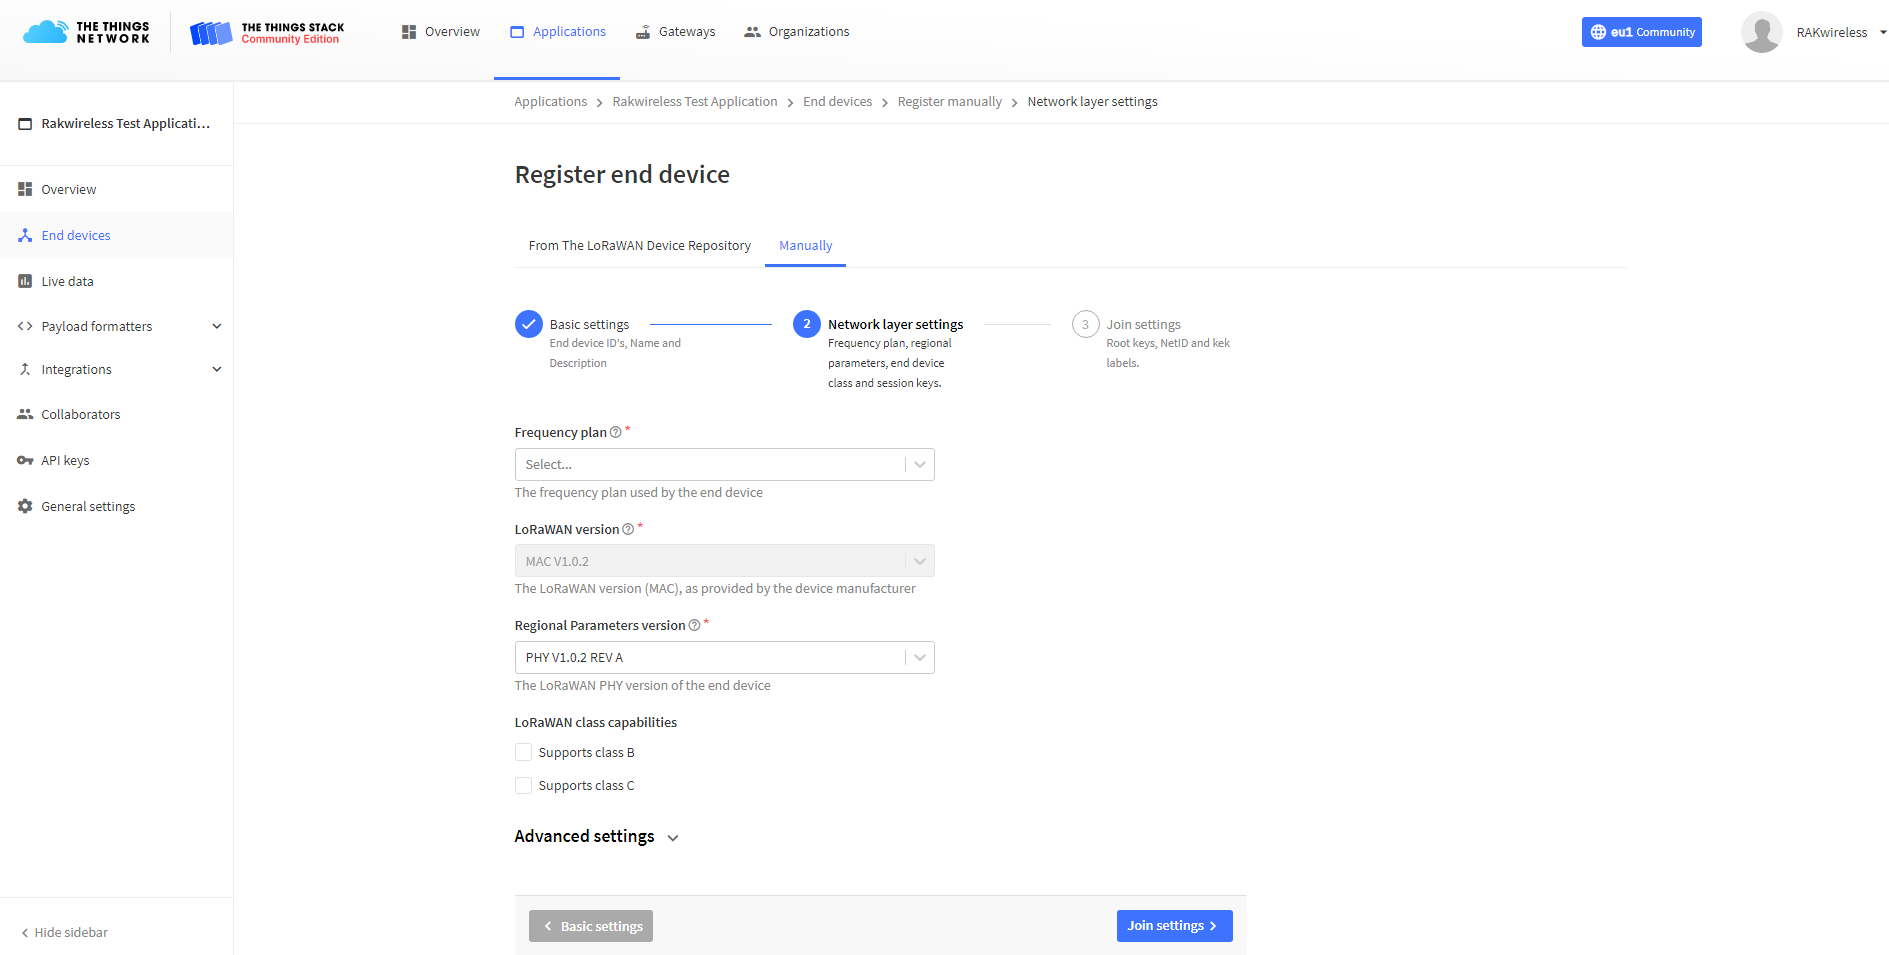 THE THINGS
NETWORK
THE THINGS STACK
Community Edition
Overview
Applications
Gateways
Organizations
eu1 Community
RAKwireless
Rakwireless Test Applicati...
Overview
End devices
Live data
Payload formatters
Integrations
Collaborators
API keys
General settings
Hide sidebar
Applications > Rakwireless Test Application > End devices > Register manually > Network layer settings
Register end device
From The LoRaWAN Device Repository
Manually
Basic settings
End device ID's, Name and
Description
2
Network layer settings
Frequency plan, regional
parameters, end device
class and session keys.
3
Join settings
Root keys, NetID and kek
labels.
Frequency plan ? *
Select...
The frequency plan used by the end device
LoRaWAN version ? *
MAC V1.0.2
The LoRaWAN version (MAC), as provided by the device manufacturer
Regional Parameters version ? *
PHY V1.0.2 REV A
The LoRaWAN PHY version of the end device
LoRaWAN class capabilities
Supports class B
Supports class C
Advanced settings
< Basic settings
Join settings >